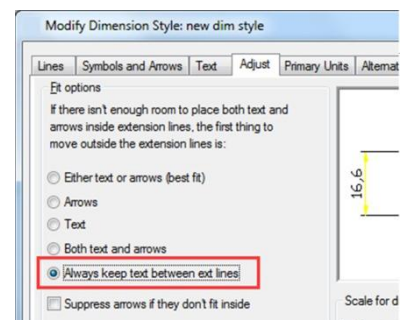 Modify Dimension Style: new dim style
Lines Symbols and Arrows Text Adjust Primary Units
Fit options
If there isn't enough room to place both text and
arrows inside extension lines, the first thing to
move outside the extension lines is:
Either text or arrows (best fit)
Arrows
Text
Both text and arrows
Always keep text between ext lines
Suppress arrows if they don't fit inside
16,6
Scale for d